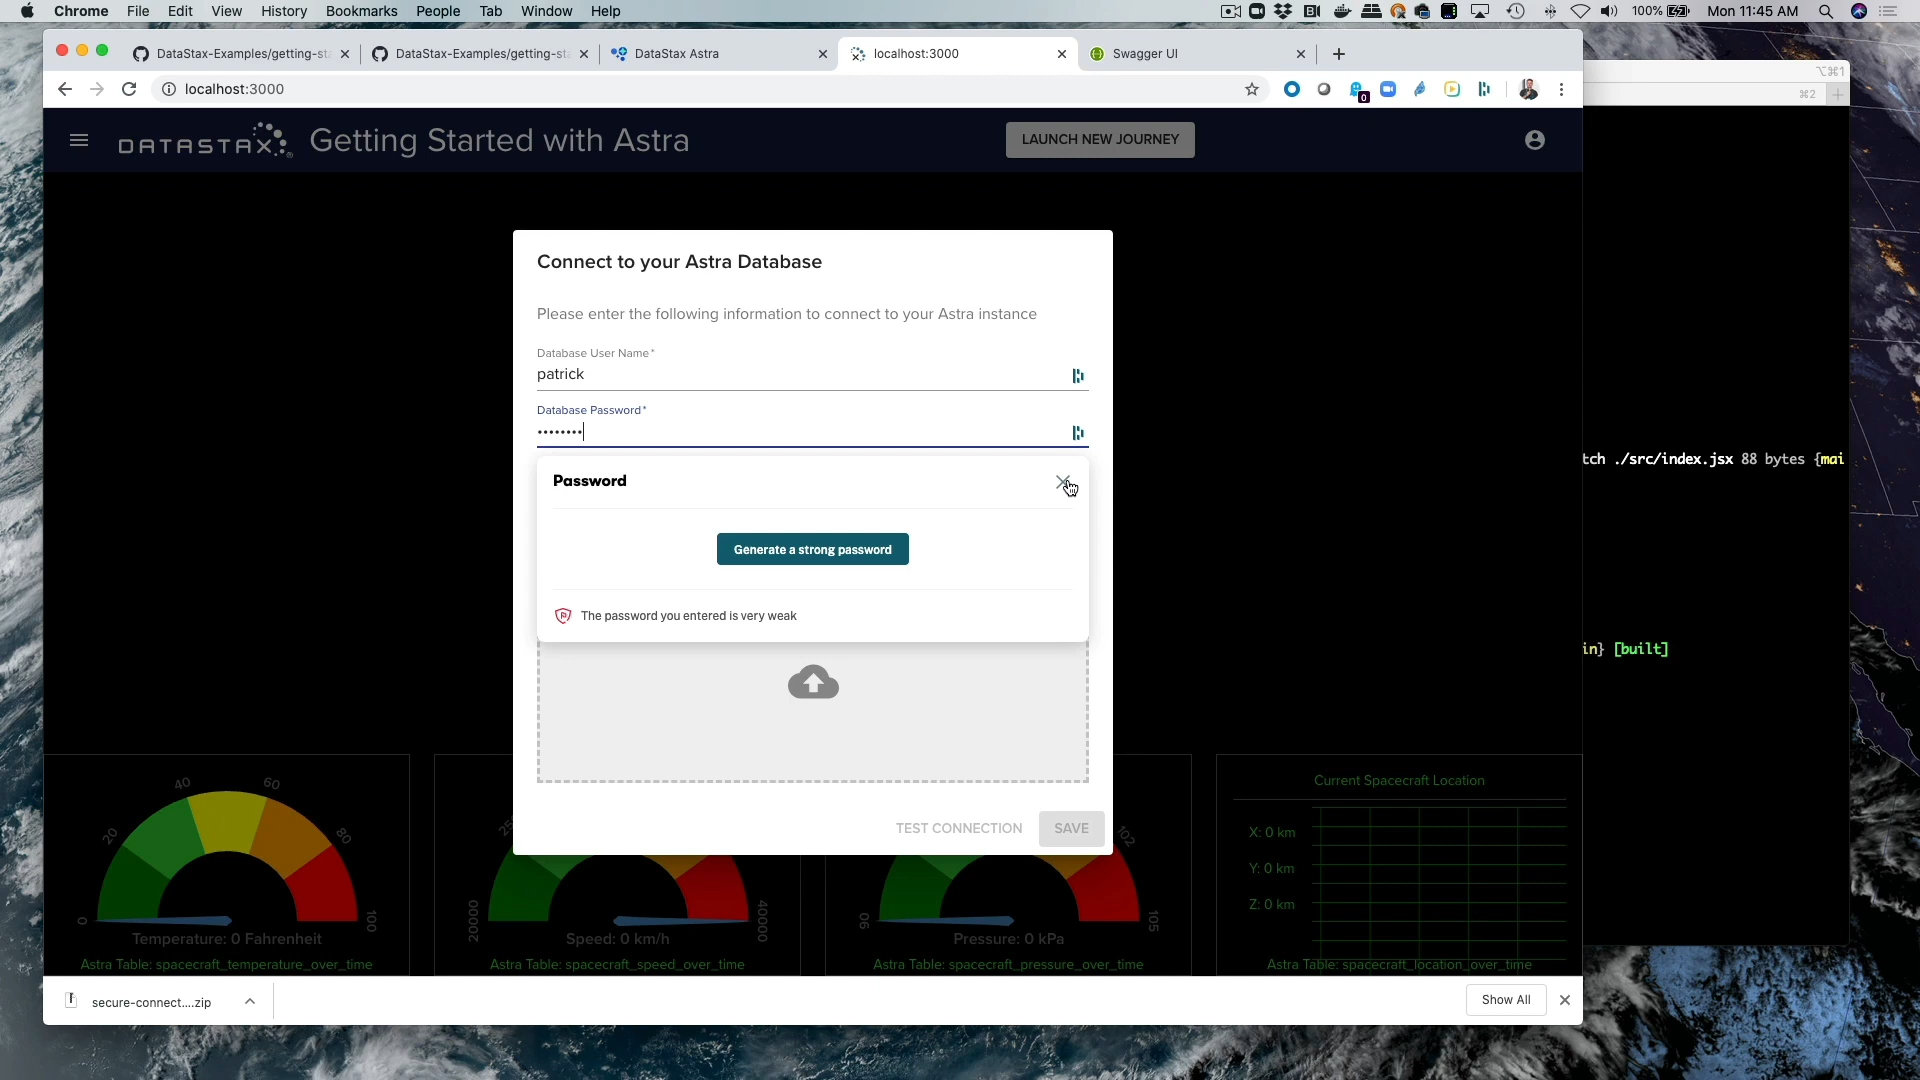 Chrome File Edit View History Bookmarks People Tab Window Help
100% Mon 11:45 AM
DataStax-Examples/getting-sta
DataStax-Examples/getting-sta
DataStax Astra
localhost:3000
Swagger UI
⌥⌘1
localhost:3000
0
⌘2
DATASTAX
Getting Started with Astra
LAUNCH NEW JOURNEY
Connect to your Astra Database
Please enter the following information to connect to your Astra instance
Database User Name*
patrick
Database Password*
••••••••
Password
Generate a strong password
The password you entered is very weak
TEST CONNECTION
SAVE
tch ./src/index.jsx 88 bytes {mai
in} [built]
0 20 40 60 80 100
Temperature: 0 Fahrenheit
Astra Table: spacecraft_temperature_over_time
20000 40000
Speed: 0 km/h
Astra Table: spacecraft_speed_over_time
90 102 105
Pressure: 0 kPa
Astra Table: spacecraft_pressure_over_time
Current Spacecraft Location
X: 0 km
Y: 0 km
Z: 0 km
Astra Table: spacecraft_location_over_time
secure-connect....zip
Show All